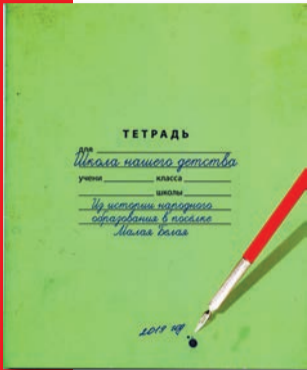 ТЕТРАДЬ
для
Школа нашего детства
учени класса
школы
Из истории народного
образования в посёлке
Малая Белая
2019 год